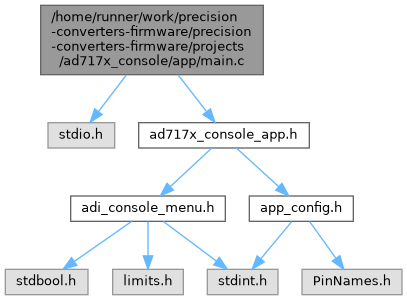 /home/runner/work/precision
-converters-firmware/precision
-converters-firmware/projects
/ad717x_console/app/main.c
stdio.h
ad717x_console_app.h
adi_console_menu.h
app_config.h
stdbool.h
limits.h
stdint.h
PinNames.h